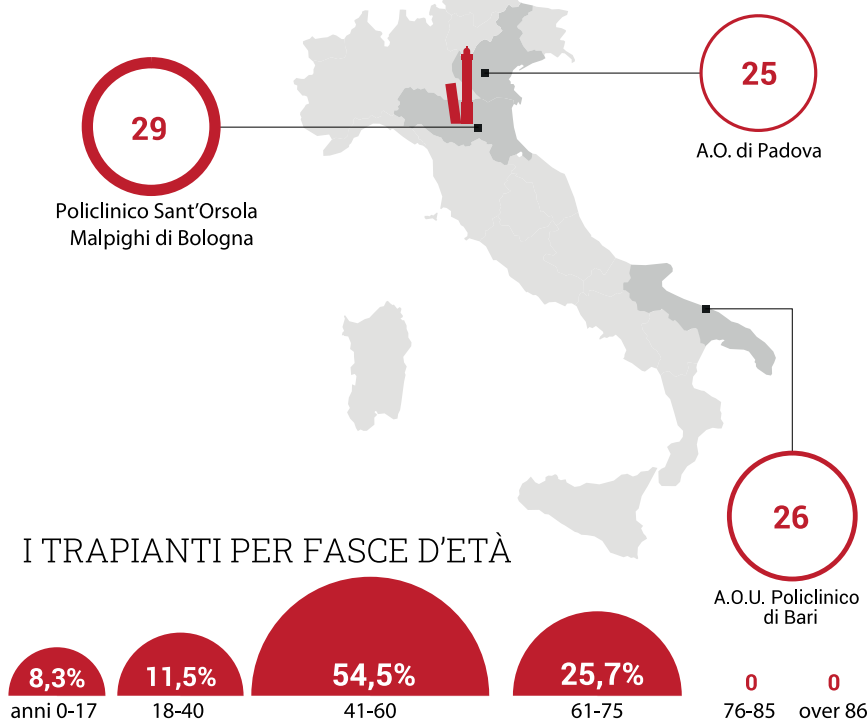 29
Policlinico Sant'Orsola
Malpighi di Bologna
25
A.O. di Padova
26
A.O.U. Policlinico
di Bari
I TRAPIANTI PER FASCE D'ETÀ
8,3%
11,5%
54,5%
25,7%
0
0
anni 0-17
18-40
41-60
61-75
76-85
over 86